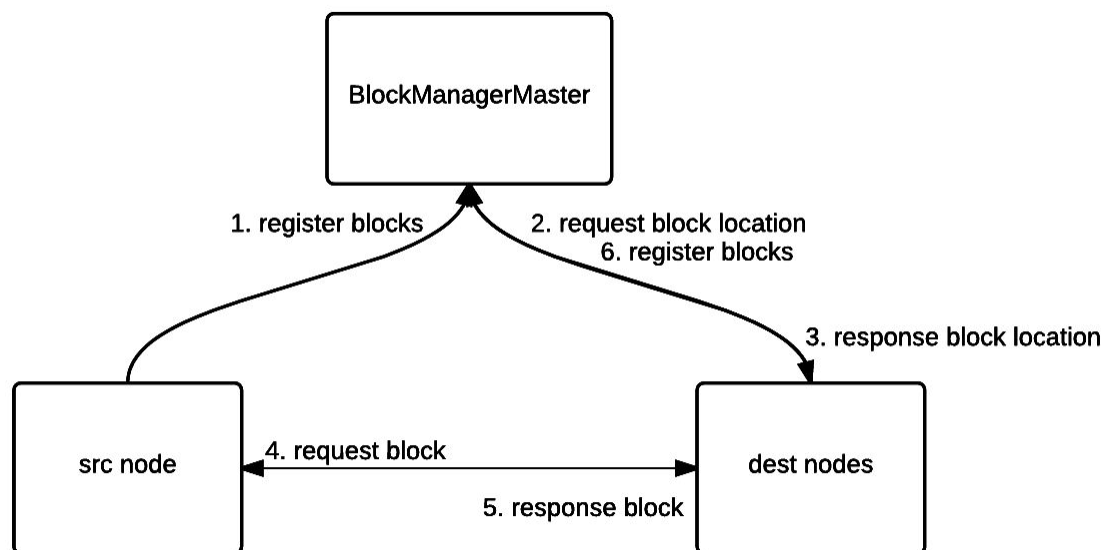 BlockManagerMaster
1. register blocks
2. request block location
6. register blocks
3. response block location
src node
4. request block
5. response block
dest nodes